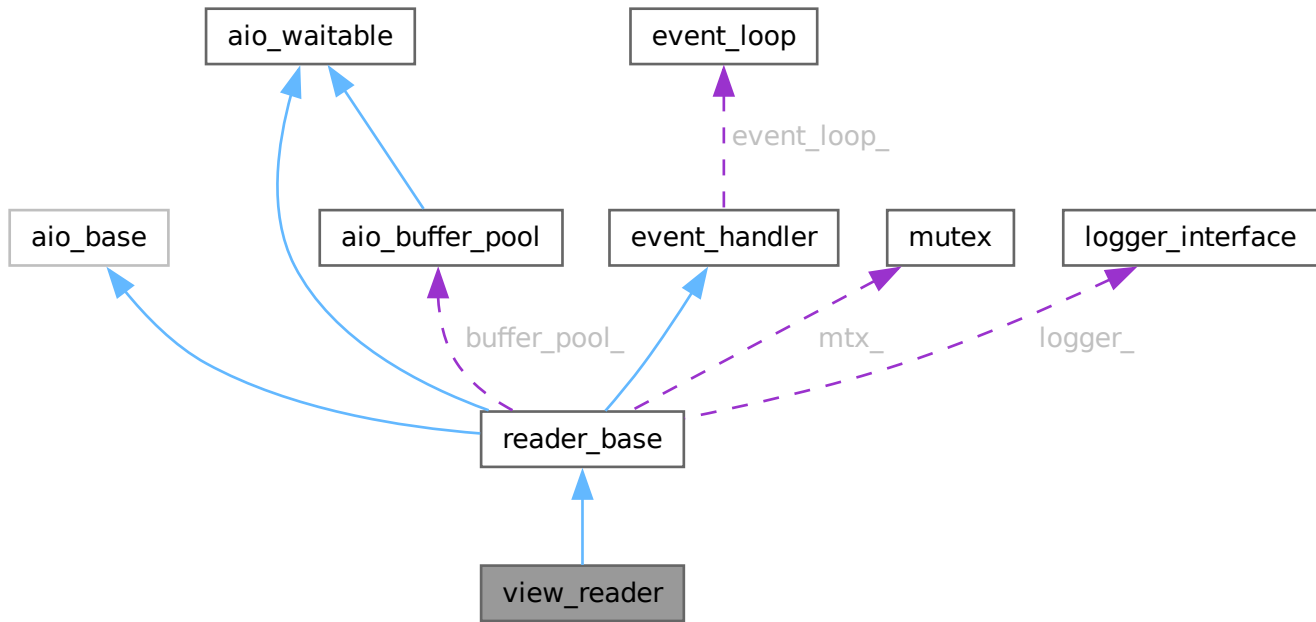 aio_waitable
event_loop
event_loop_
aio_base
aio_buffer_pool
event_handler
mutex
logger_interface
buffer_pool_
mtx_
logger_
reader_base
view_reader